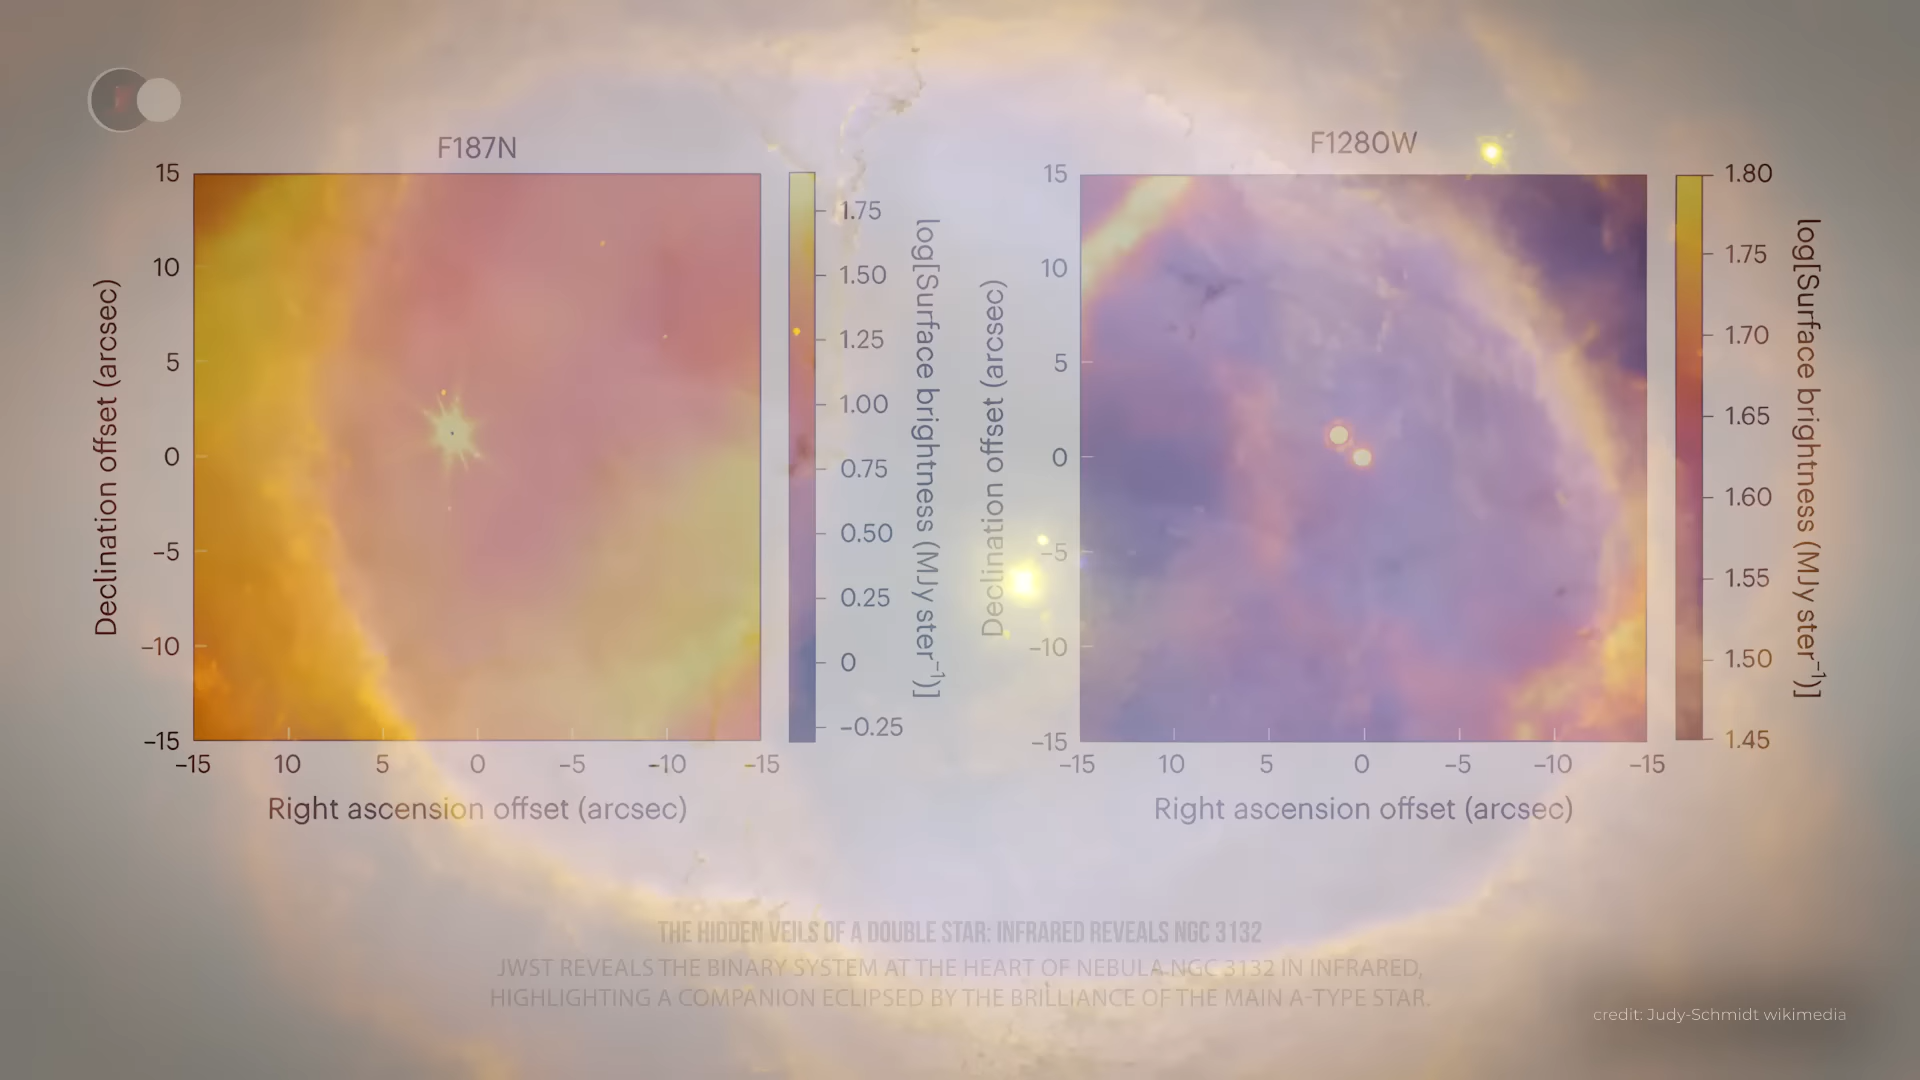 F187N
15
10
5
0
–5
–10
–15
–15 10 5 0 –5 –10 –15
Declination offset (arcsec)
Right ascension offset (arcsec)
1.75
1.50
1.25
1.00
0.75
0.50
0.25
0
–0.25
log[Surface brightness (MJy ster⁻¹)]
F1280W
15
10
5
0
–5
–10
–15
–15 10 5 0 –5 –10 –15
Declination offset (arcsec)
Right ascension offset (arcsec)
1.80
1.75
1.70
1.65
1.60
1.55
1.50
1.45
log[Surface brightness (MJy ster⁻¹)]
THE HIDDEN VEILS OF A DOUBLE STAR: INFRARED REVEALS NGC 3132
JWST REVEALS THE BINARY SYSTEM AT THE HEART OF NEBULA NGC 3132 IN INFRARED,
HIGHLIGHTING A COMPANION ECLIPSED BY THE BRILLIANCE OF THE MAIN A-TYPE STAR.
credit: Judy-Schmidt wikimedia